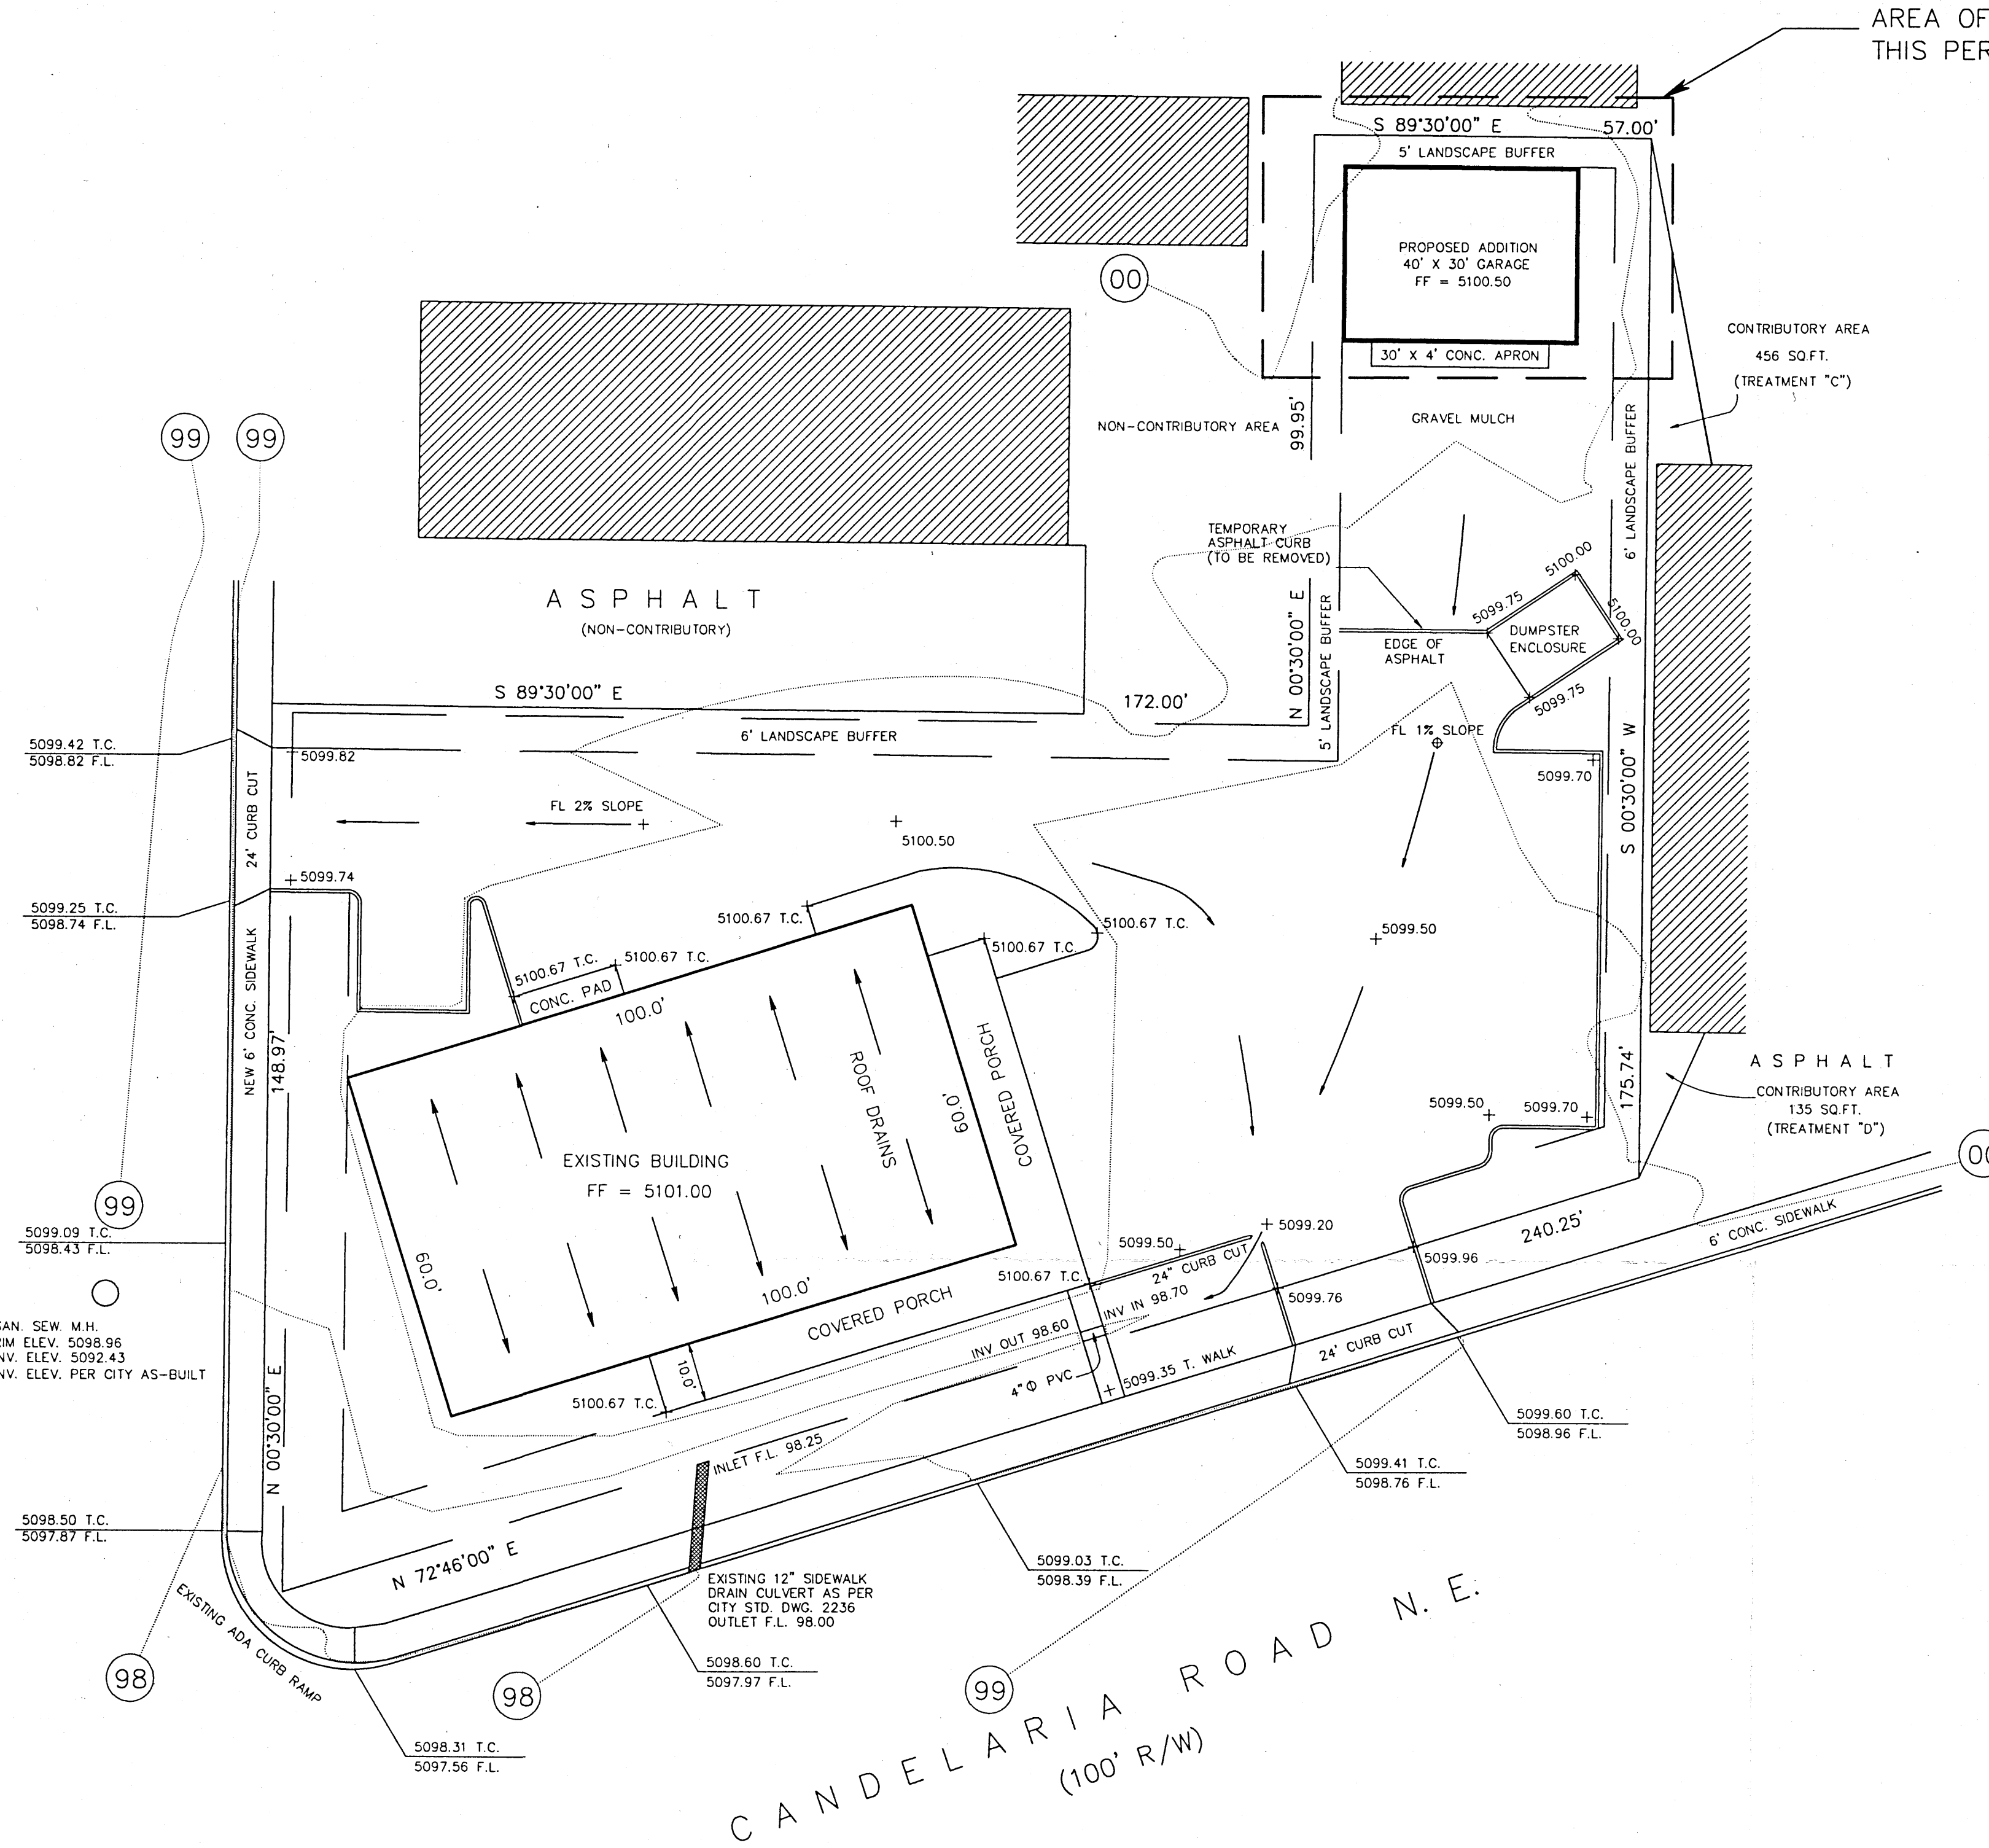 AREA OF
THIS PER
S 89°30'00" E 57.00'
5' LANDSCAPE BUFFER
PROPOSED ADDITION
40' X 30' GARAGE
FF = 5100.50
00
30' X 4' CONC. APRON
CONTRIBUTORY AREA
456 SQ.FT.
(TREATMENT "C")
NON-CONTRIBUTORY AREA
99.95'
GRAVEL MULCH
6' LANDSCAPE BUFFER
99
99
TEMPORARY
ASPHALT CURB
(TO BE REMOVED)
5100.00
5099.75
5100.00
DUMPSTER
ENCLOSURE
EDGE OF
ASPHALT
5099.75
ASPHALT
(NON-CONTRIBUTORY)
N 00°30'00" E
5' LANDSCAPE BUFFER
S 89°30'00" E
172.00'
6' LANDSCAPE BUFFER
FL 1% SLOPE
5099.70
S 00°30'00" W
5099.42 T.C.
5098.82 F.L.
5099.82
24' CURB CUT
FL 2% SLOPE
5100.50
5099.74
5099.25 T.C.
5098.74 F.L.
5100.67 T.C.
5100.67 T.C.
5100.67 T.C.
5099.50
5100.67 T.C.
5100.67 T.C.
CONC. PAD
100.0'
NEW 6' CONC. SIDEWALK
148.97'
ROOF DRAINS
60.0'
COVERED PORCH
175.74'
ASPHALT
CONTRIBUTORY AREA
135 SQ.FT.
(TREATMENT "D")
5099.50
5099.70
EXISTING BUILDING
FF = 5101.00
00
99
5099.09 T.C.
5098.43 F.L.
60.0'
100.0'
COVERED PORCH
5099.20
5099.50
24" CURB CUT
5100.67 T.C.
240.25'
6' CONC. SIDEWALK
5099.96
5099.76
INV IN 98.70
INV OUT 98.60
4" Φ PVC
5099.35 T. WALK
24' CURB CUT
SAN. SEW. M.H.
RIM ELEV. 5098.96
NV. ELEV. 5092.43
NV. ELEV. PER CITY AS-BUILT
N 00°30'00" E
10.0'
5100.67 T.C.
5099.60 T.C.
5098.96 F.L.
INLET F.L. 98.25
5099.41 T.C.
5098.76 F.L.
5098.50 T.C.
5097.87 F.L.
N 72°46'00" E
5099.03 T.C.
5098.39 F.L.
EXISTING 12" SIDEWALK
DRAIN CULVERT AS PER
CITY STD. DWG. 2236
OUTLET F.L. 98.00
EXISTING ADA CURB RAMP
98
98
99
5098.60 T.C.
5097.97 F.L.
5098.31 T.C.
5097.56 F.L.
CANDELARIA ROAD N.E.
(100' R/W)